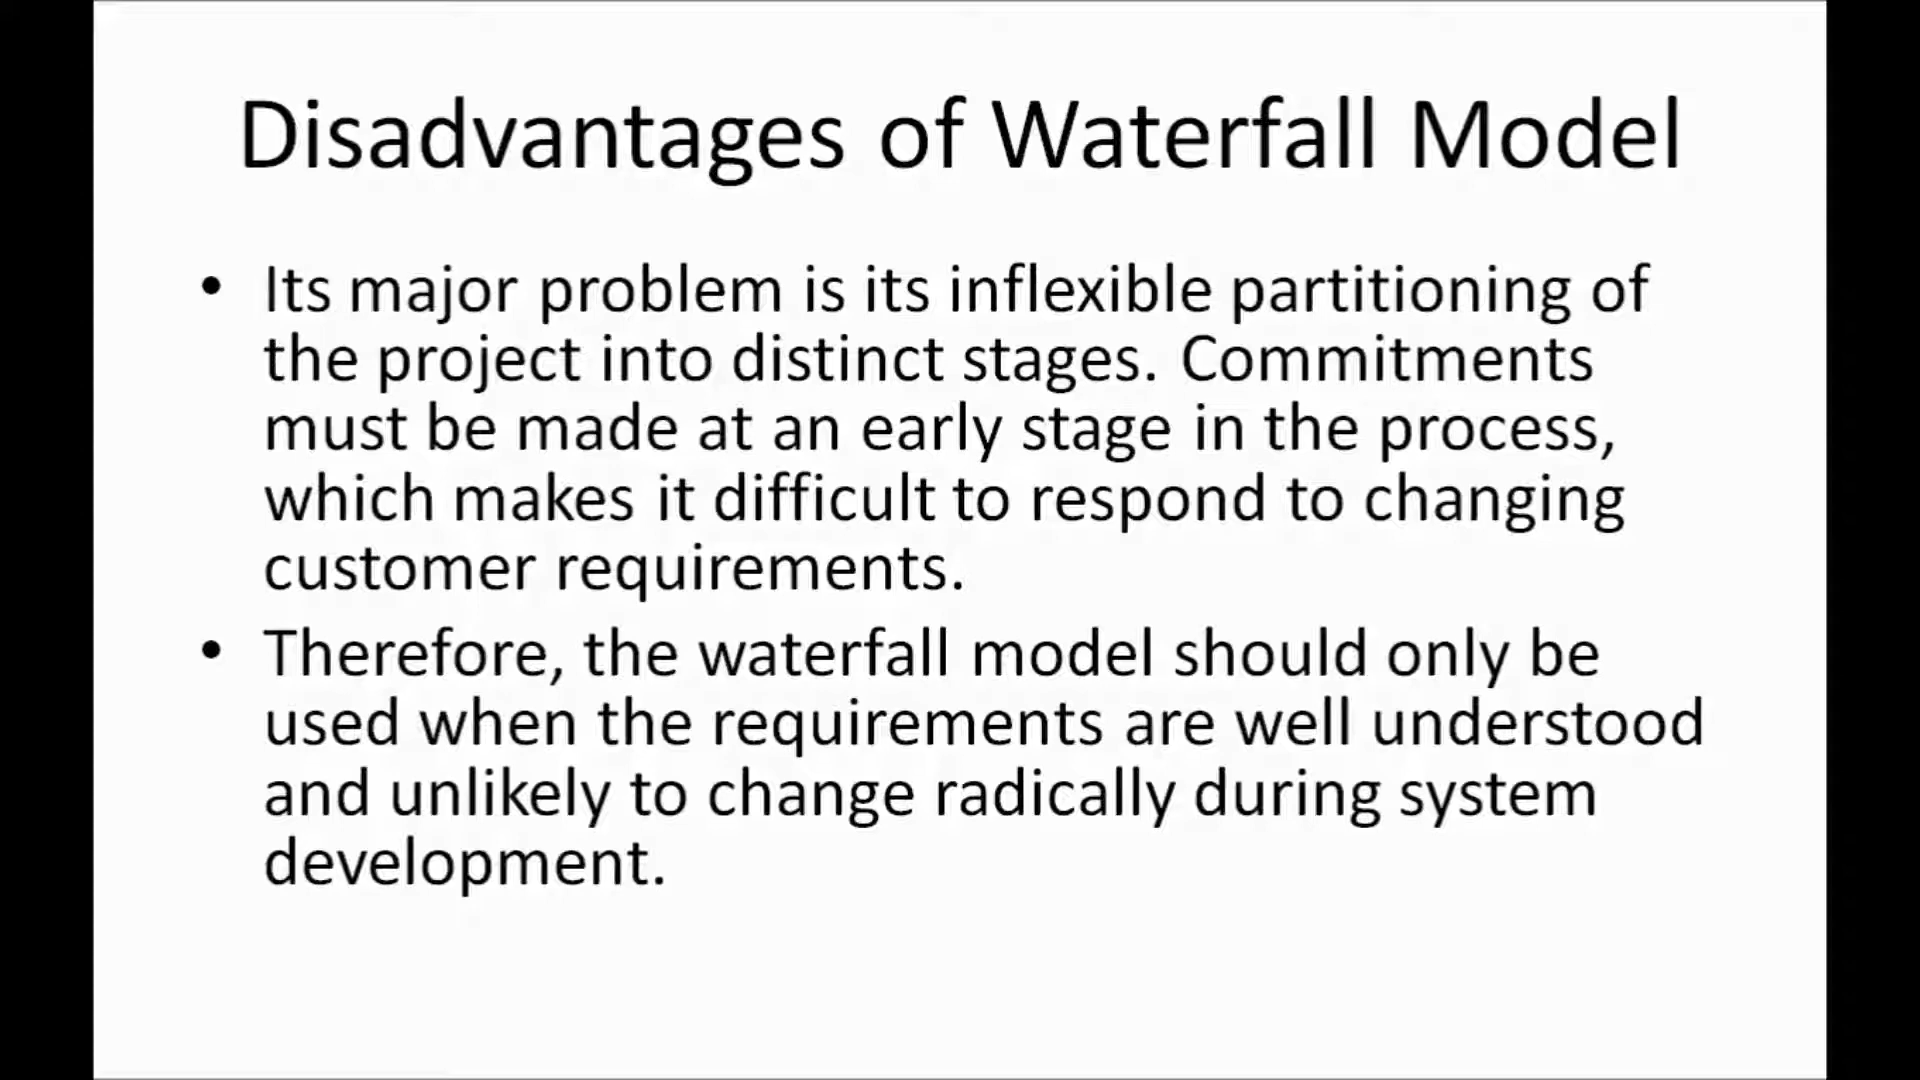 Disadvantages of Waterfall Model
• Its major problem is its inflexible partitioning of
the project into distinct stages. Commitments
must be made at an early stage in the process,
which makes it difficult to respond to changing
customer requirements.
• Therefore, the waterfall model should only be
used when the requirements are well understood
and unlikely to change radically during system
development.